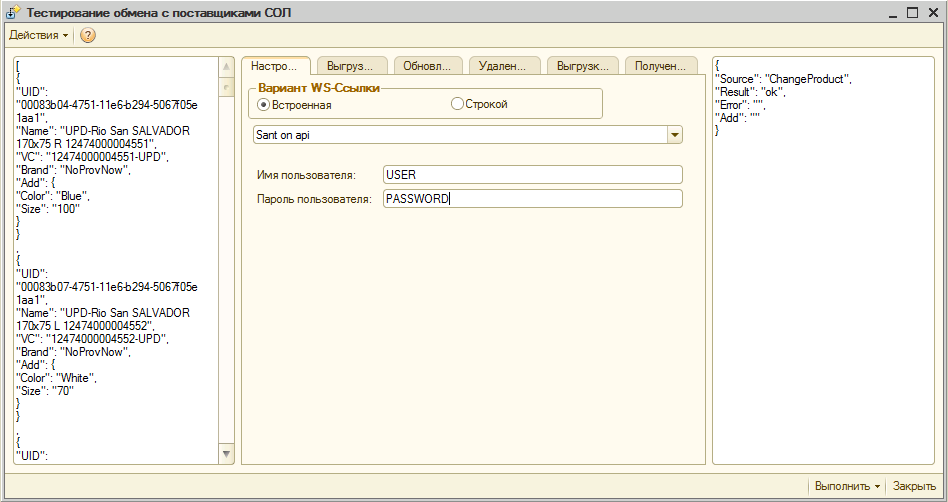 Тестирование обмена с поставщиками СОЛ
Действия
?
[
{
"UID":
"00083b04-4751-11e6-b294-5067f05e
1aa1",
"Name": "UPD-Rio San SALVADOR
170x75 R 12474000004551",
"VC": "12474000004551-UPD",
"Brand": "NoProvNow",
"Add": {
"Color": "Blue",
"Size": "100"
}
}
,
{
"UID":
"00083b07-4751-11e6-b294-5067f05e
1aa1",
"Name": "UPD-Rio San SALVADOR
170x75 L 12474000004552",
"VC": "12474000004552-UPD",
"Brand": "NoProvNow",
"Add": {
"Color": "White",
"Size": "70"
}
}
,
{
"UID":
Настро... Выгруз... Обновл... Удален... Выгрузк... Получен...
Вариант WS-Ссылки
Встроенная Строкой
Sant on api
Имя пользователя: USER
Пароль пользователя: PASSWORD
{
"Source": "ChangeProduct",
"Result": "ok",
"Error": "",
"Add": ""
}
Выполнить Закрыть